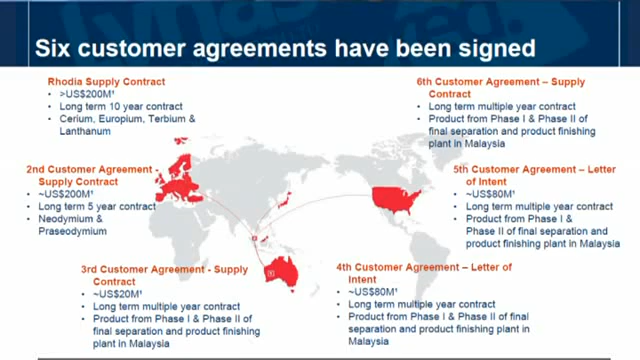 Six customer agreements have been signed
Rhodia Supply Contract
• >US$200M¹
• Long term 10 year contract
• Cerium, Europium, Terbium &
Lanthanum
2nd Customer Agreement -
Supply Contract
• ~US$200M¹
• Long term 5 year contract
• Neodymium &
Praseodymium
3rd Customer Agreement - Supply
Contract
• ~US$20M¹
• Long term multiple year contract
• Product from Phase I & Phase II of
final separation and product finishing
plant in Malaysia
6th Customer Agreement – Supply
Contract
• Long term multiple year contract
• Product from Phase I & Phase II of
final separation and product finishing
plant in Malaysia
5th Customer Agreement – Letter
of Intent
• ~US$80M¹
• Long term multiple year contract
• Product from Phase I &
Phase II of final separation and
product finishing plant in Malaysia
4th Customer Agreement – Letter of
Intent
• ~US$80M¹
• Long term multiple year contract
• Product from Phase I & Phase II of final
separation and product finishing plant in
Malaysia